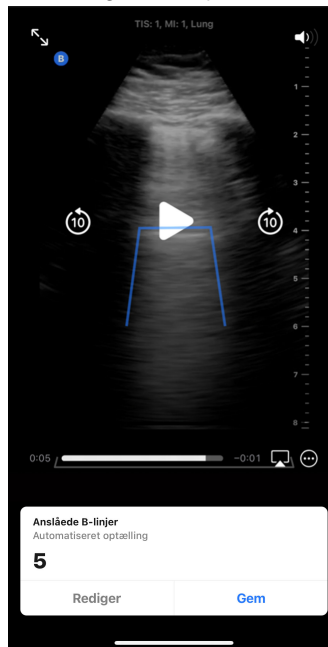 TIS: 1, MI: 1, Lung
B
1
2
3
10
10
4
5
6
7
8
0:05
-0:01
Anslåede B-linjer
Automatiseret optælling
5
Rediger
Gem